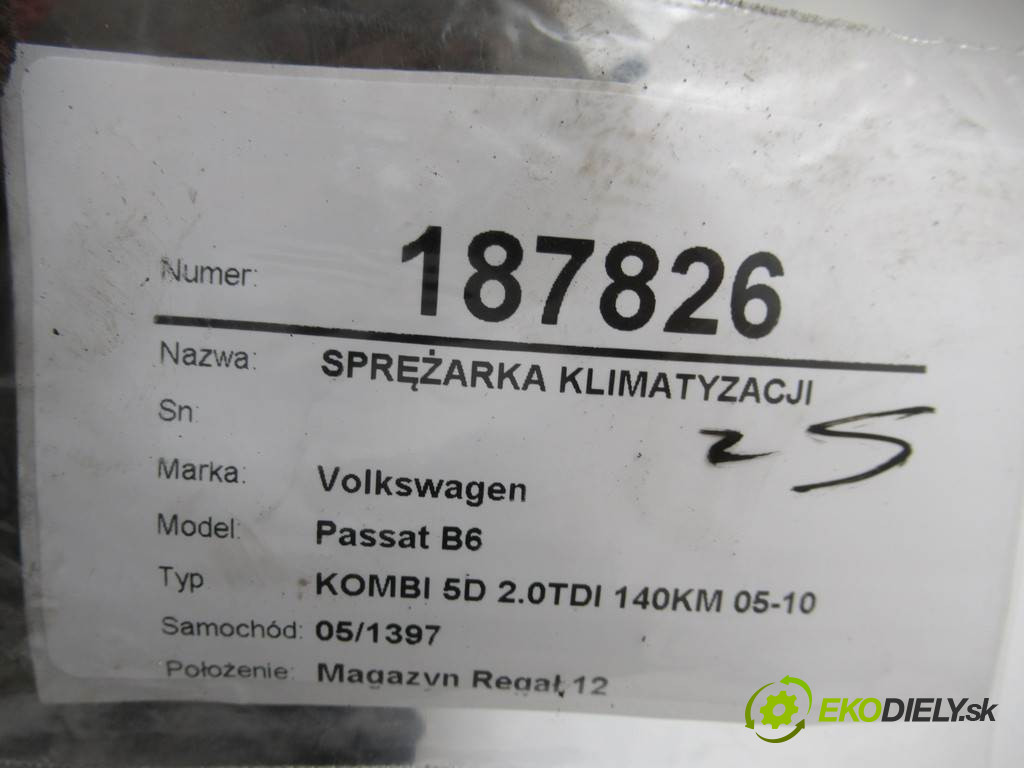 Numer: 187826
Nazwa: SPRĘŻARKA KLIMATYZACJI
Sn:
25
Marka: Volkswagen
Model: Passat B6
Typ KOMBI 5D 2.0TDI 140KM 05-10
Samochód: 05/1397
Położenie: Magazyn Regał 12
EKODIELY.sk